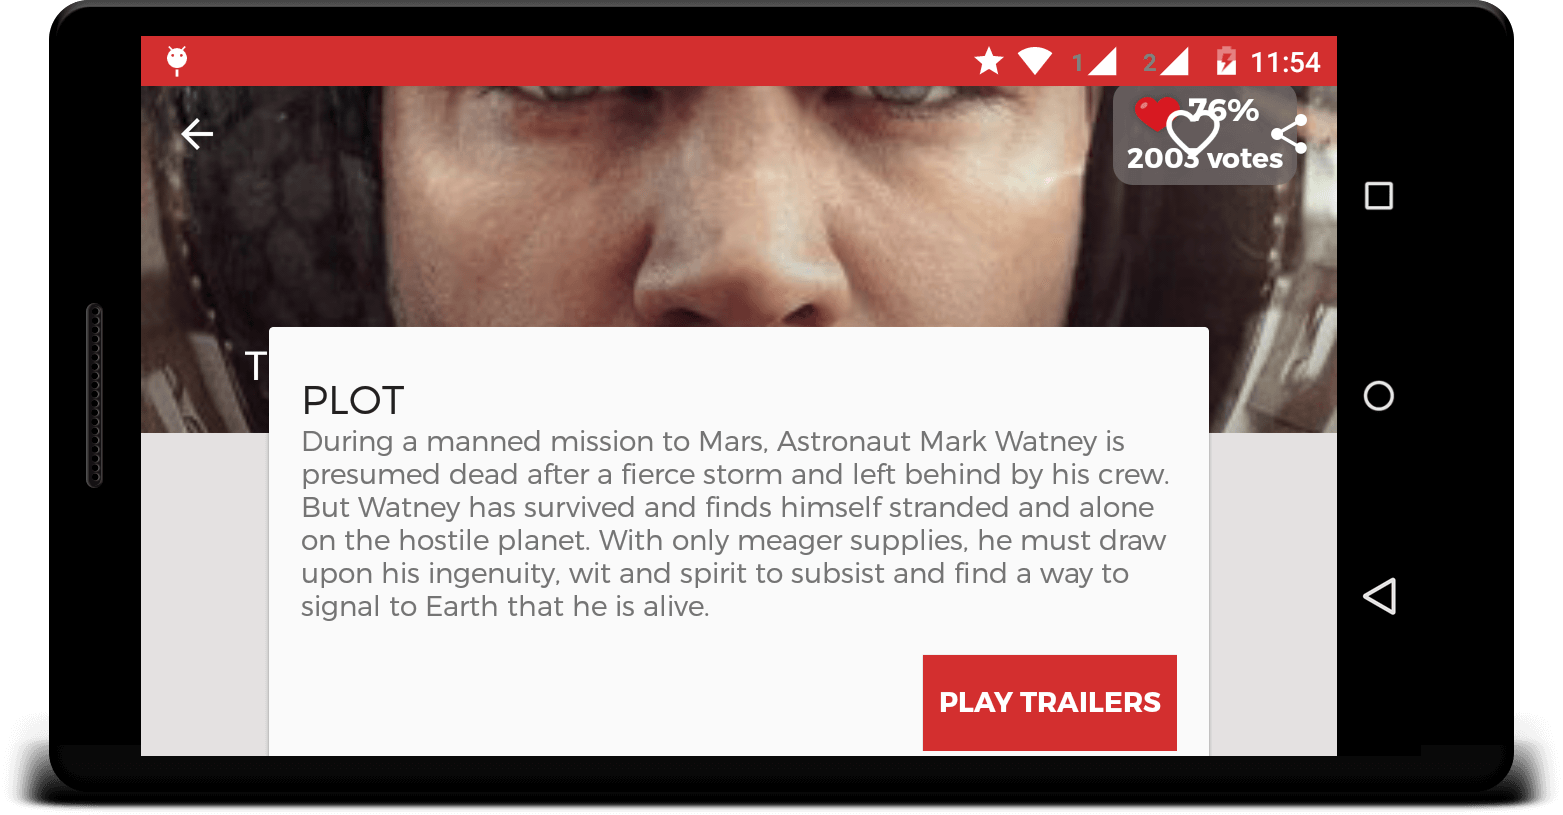 1 2 11:54
76%
2003 votes
T
PLOT
During a manned mission to Mars, Astronaut Mark Watney is
presumed dead after a fierce storm and left behind by his crew.
But Watney has survived and finds himself stranded and alone
on the hostile planet. With only meager supplies, he must draw
upon his ingenuity, wit and spirit to subsist and find a way to
signal to Earth that he is alive.
PLAY TRAILERS